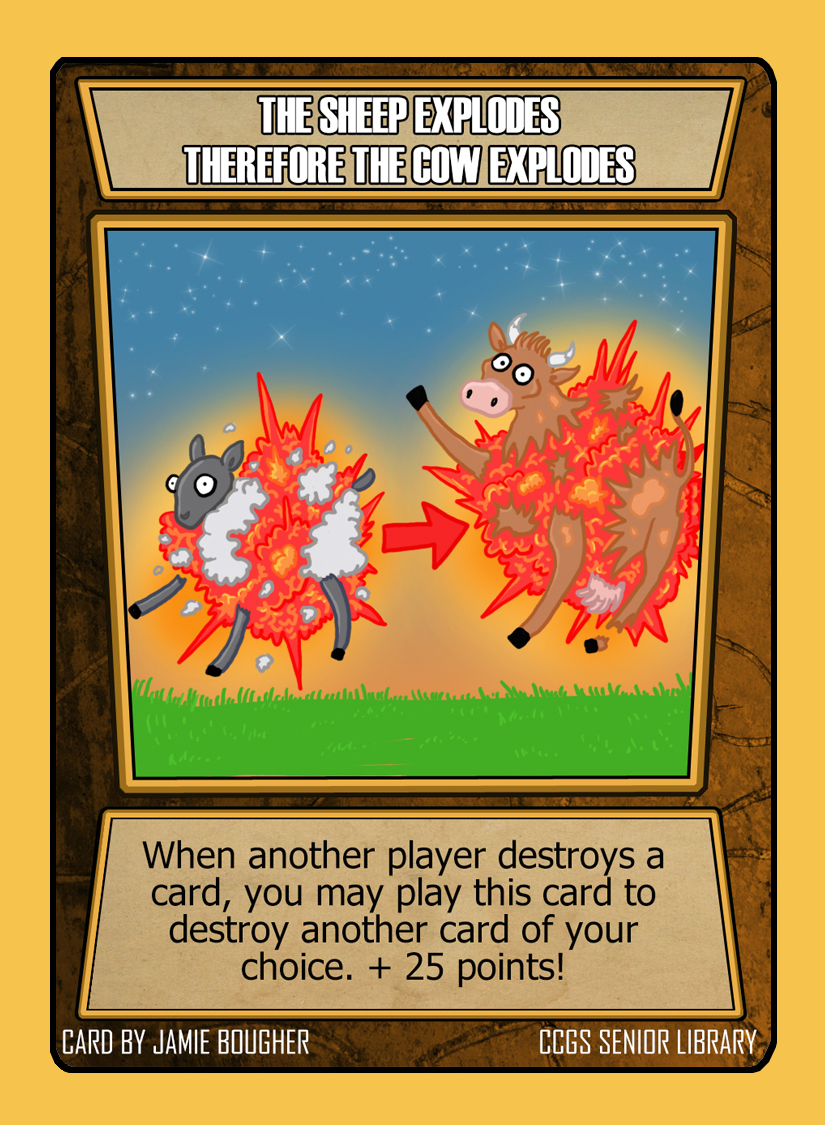 THE SHEEP EXPLODES
THEREFORE THE COW EXPLODES
When another player destroys a
card, you may play this card to
destroy another card of your
choice. + 25 points!
CARD BY JAMIE BOUGHER
CCGS SENIOR LIBRARY